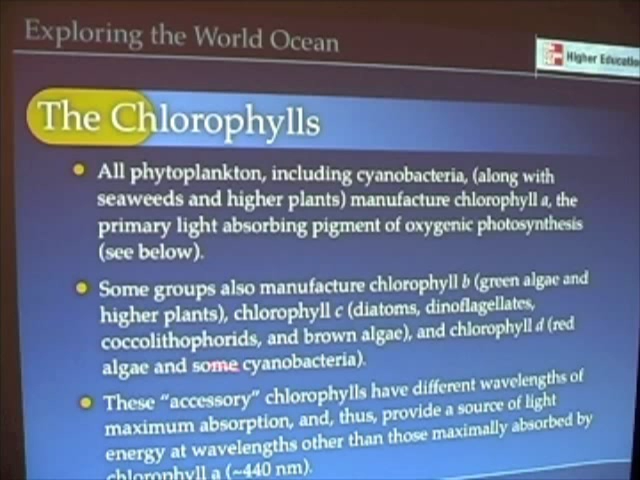 Exploring the World Ocean
Higher Education
The Chlorophylls
All phytoplankton, including cyanobacteria, (along with
seaweeds and higher plants) manufacture chlorophyll a, the
primary light absorbing pigment of oxygenic photosynthesis
(see below).
Some groups also manufacture chlorophyll b (green algae and
higher plants), chlorophyll c (diatoms, dinoflagellates,
coccolithophorids, and brown algae), and chlorophyll d (red
algae and some cyanobacteria).
These “accessory” chlorophylls have different wavelengths of
maximum absorption, and, thus, provide a source of light
energy at wavelengths other than those maximally absorbed by
chlorophyll a (~440 nm).